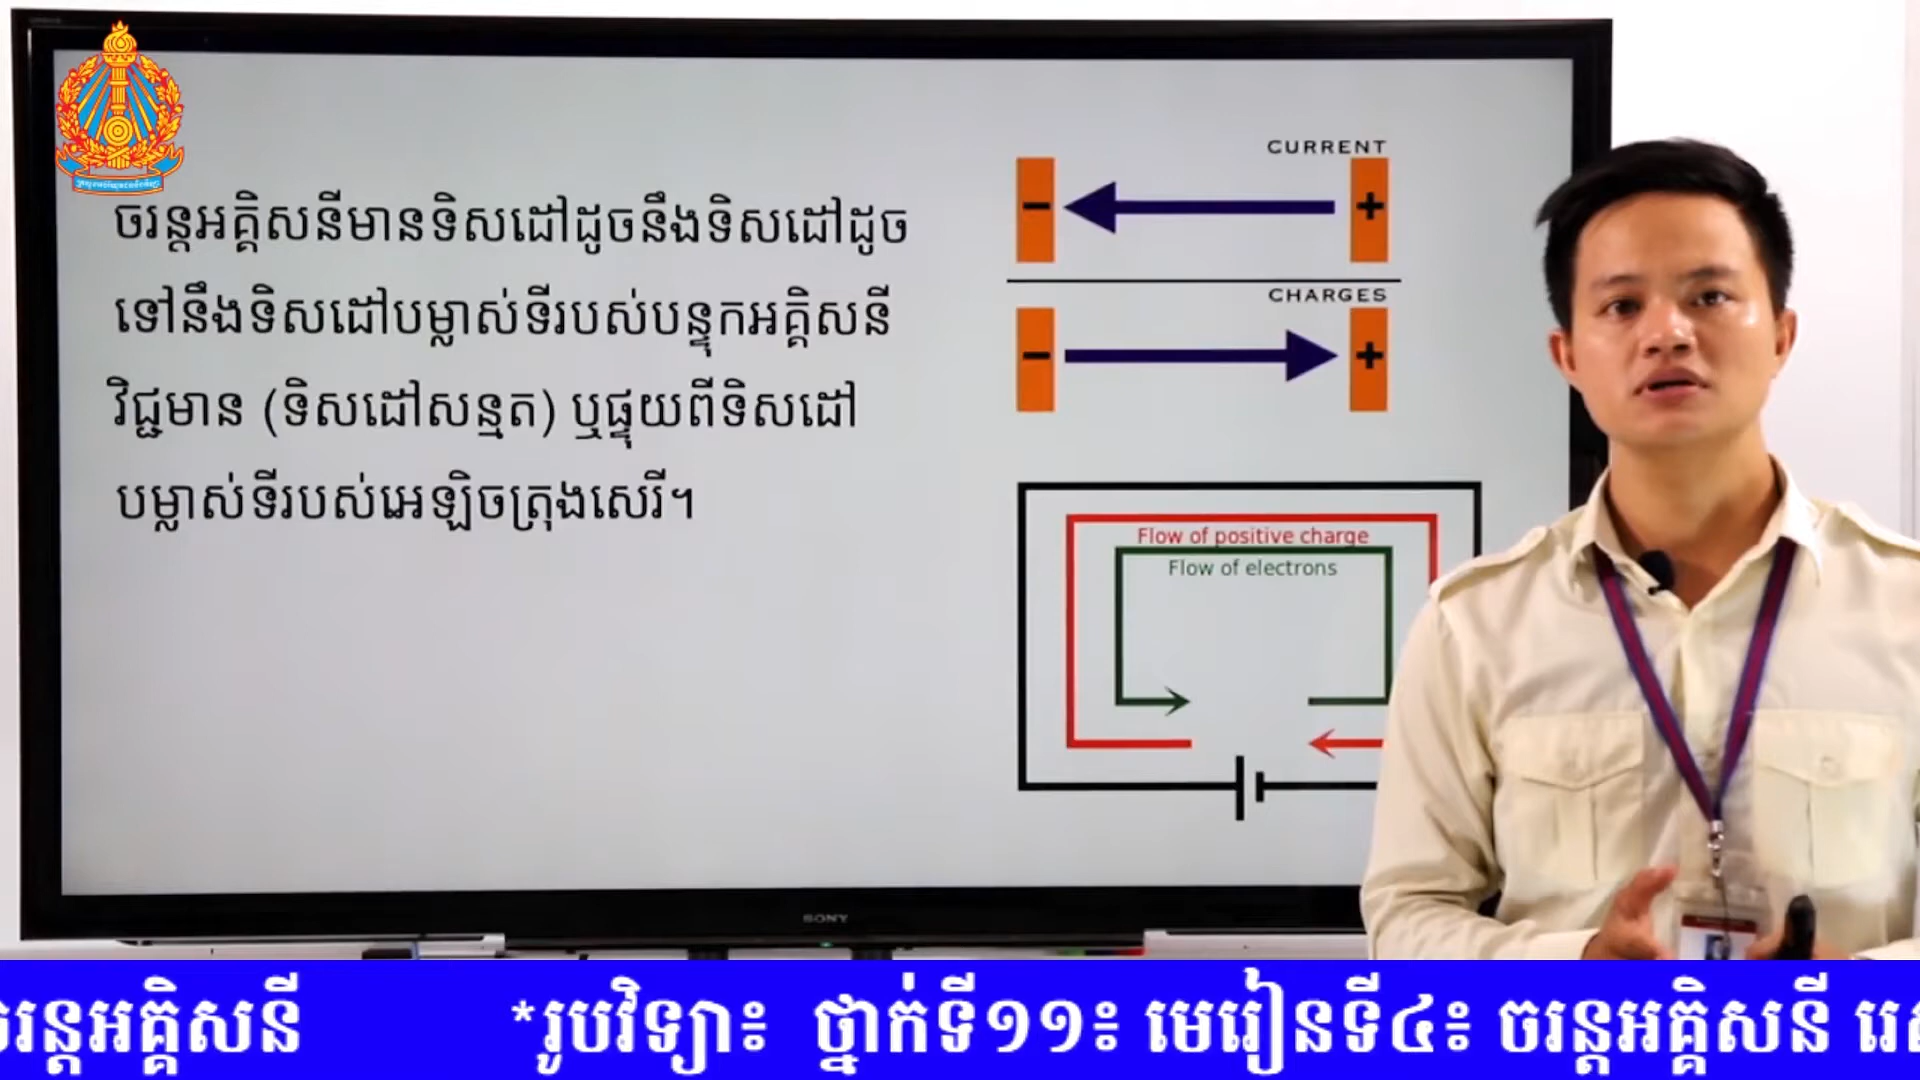 ចរន្តអគ្គិសនីមានទិសដៅដូចនឹងទិសដៅដូច
ទៅនឹងទិសដៅបម្លាស់ទីរបស់បន្ទុកអគ្គិសនី
វិជ្ជមាន (ទិសដៅសន្មត) ឬផ្ទុយពីទិសដៅ
បម្លាស់ទីរបស់អេឡិចត្រុងសេរី។
CURRENT
- +
CHARGES
- +
Flow of positive charge
Flow of electrons
SONY
ចរន្តអគ្គិសនី *រូបវិទ្យា៖ ថ្នាក់ទី១១៖ មេរៀនទី៤៖ ចរន្តអគ្គិសនី